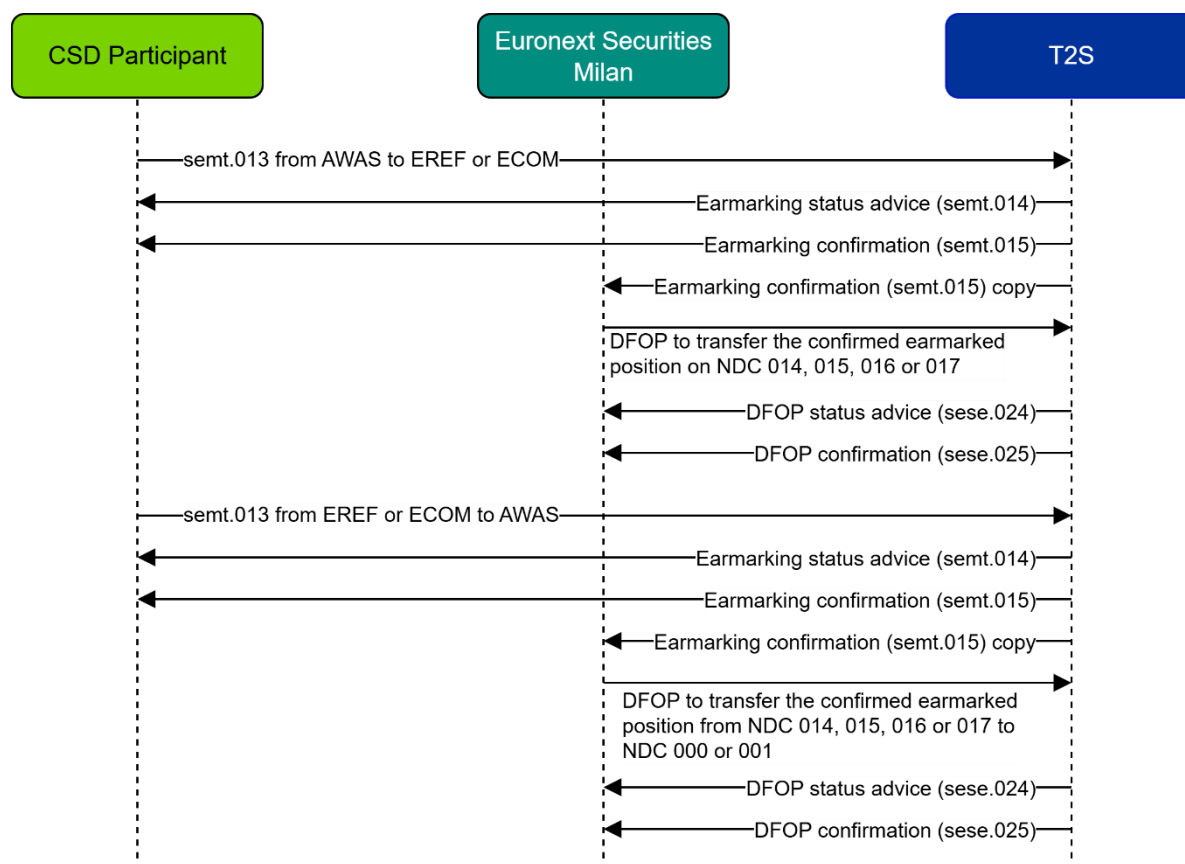 CSD Participant
Euronext Securities
Milan
T2S
semt.013 from AWAS to EREF or ECOM
Earmarking status advice (semt.014)
Earmarking confirmation (semt.015)
Earmarking confirmation (semt.015) copy
DFOP to transfer the confirmed earmarked
position on NDC 014, 015, 016 or 017
DFOP status advice (sese.024)
DFOP confirmation (sese.025)
semt.013 from EREF or ECOM to AWAS
Earmarking status advice (semt.014)
Earmarking confirmation (semt.015)
Earmarking confirmation (semt.015) copy
DFOP to transfer the confirmed earmarked
position from NDC 014, 015, 016 or 017 to
NDC 000 or 001
DFOP status advice (sese.024)
DFOP confirmation (sese.025)